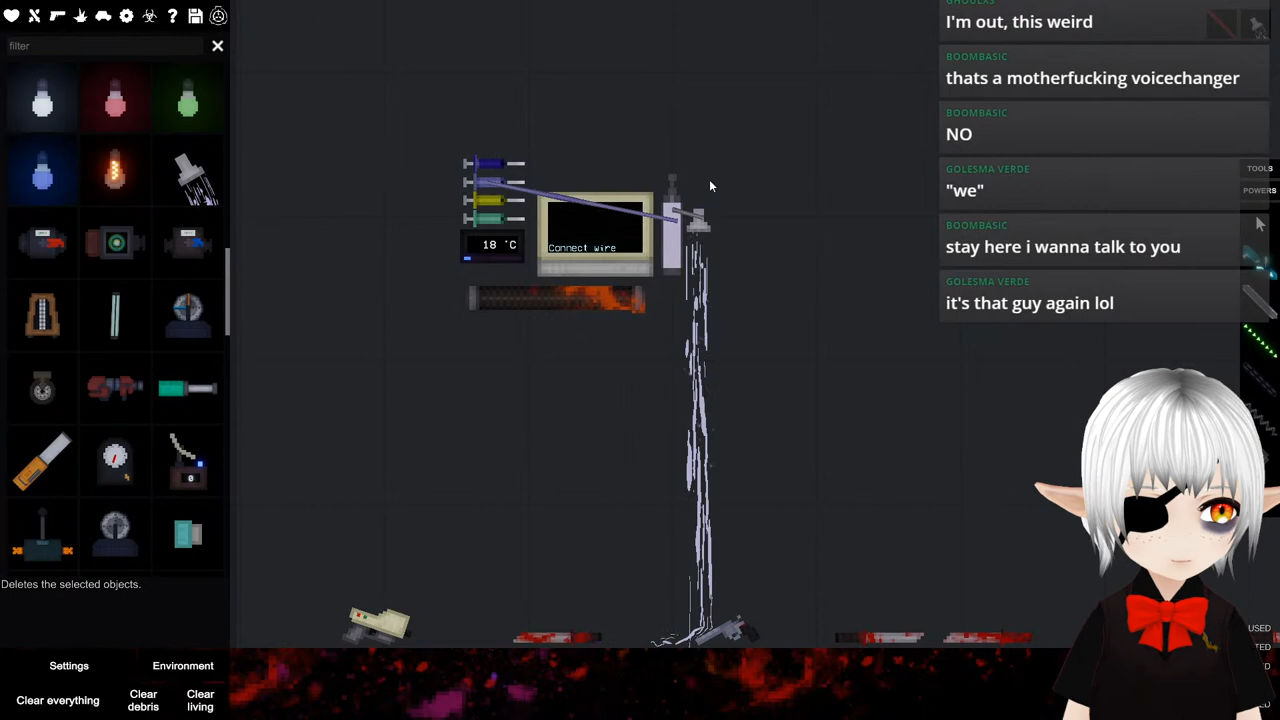 filter
Deletes the selected objects.
Settings
Environment
Clear everything
Clear debris
Clear living
18 °C
Connect wire
0
GHOULXS
I'm out, this weird
BOOMBASIC
thats a motherfucking voicechanger
BOOMBASIC
NO
GOLESMA VERDE
"we"
BOOMBASIC
stay here i wanna talk to you
GOLESMA VERDE
it's that guy again lol
TOOLS
POWERS